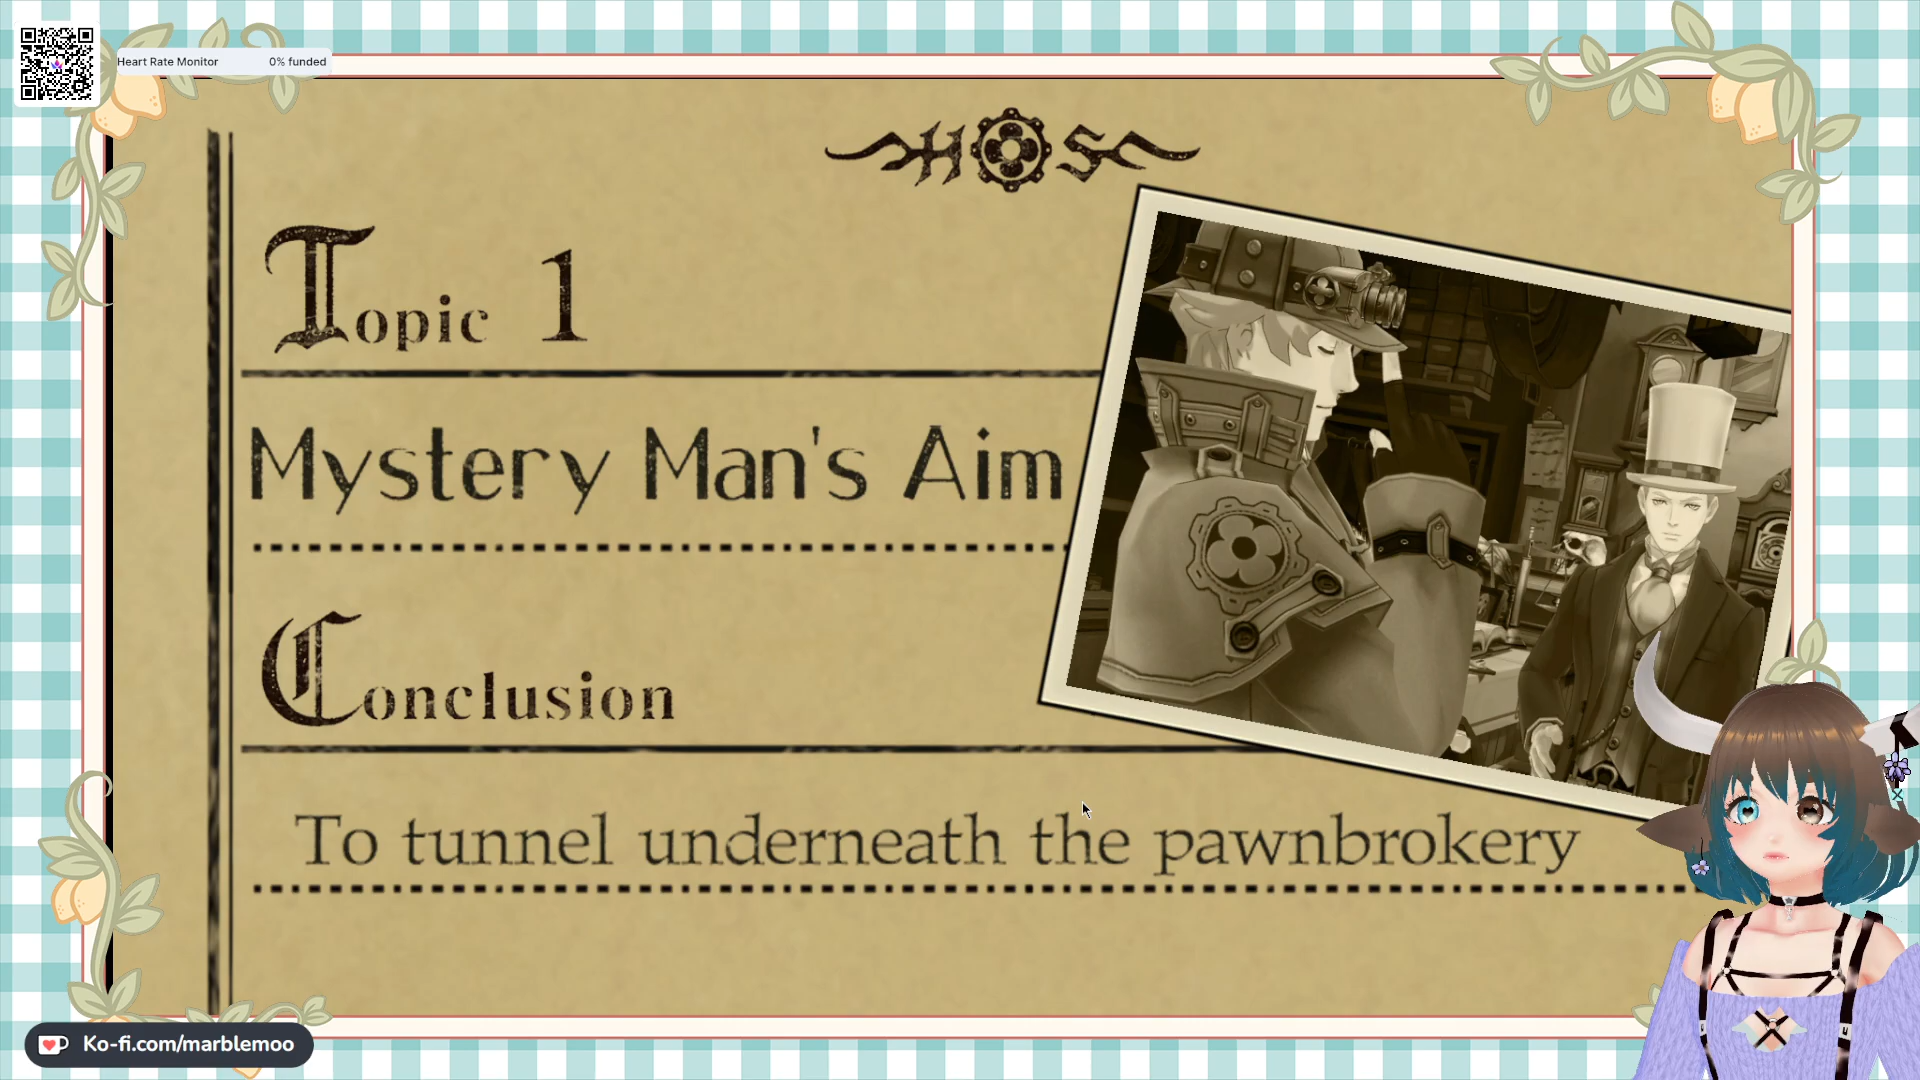 Heart Rate Monitor 0% funded
H S
Topic 1
Mystery Man's Aim
Conclusion
To tunnel underneath the pawnbrokery
Ko-fi.com/marblemoo